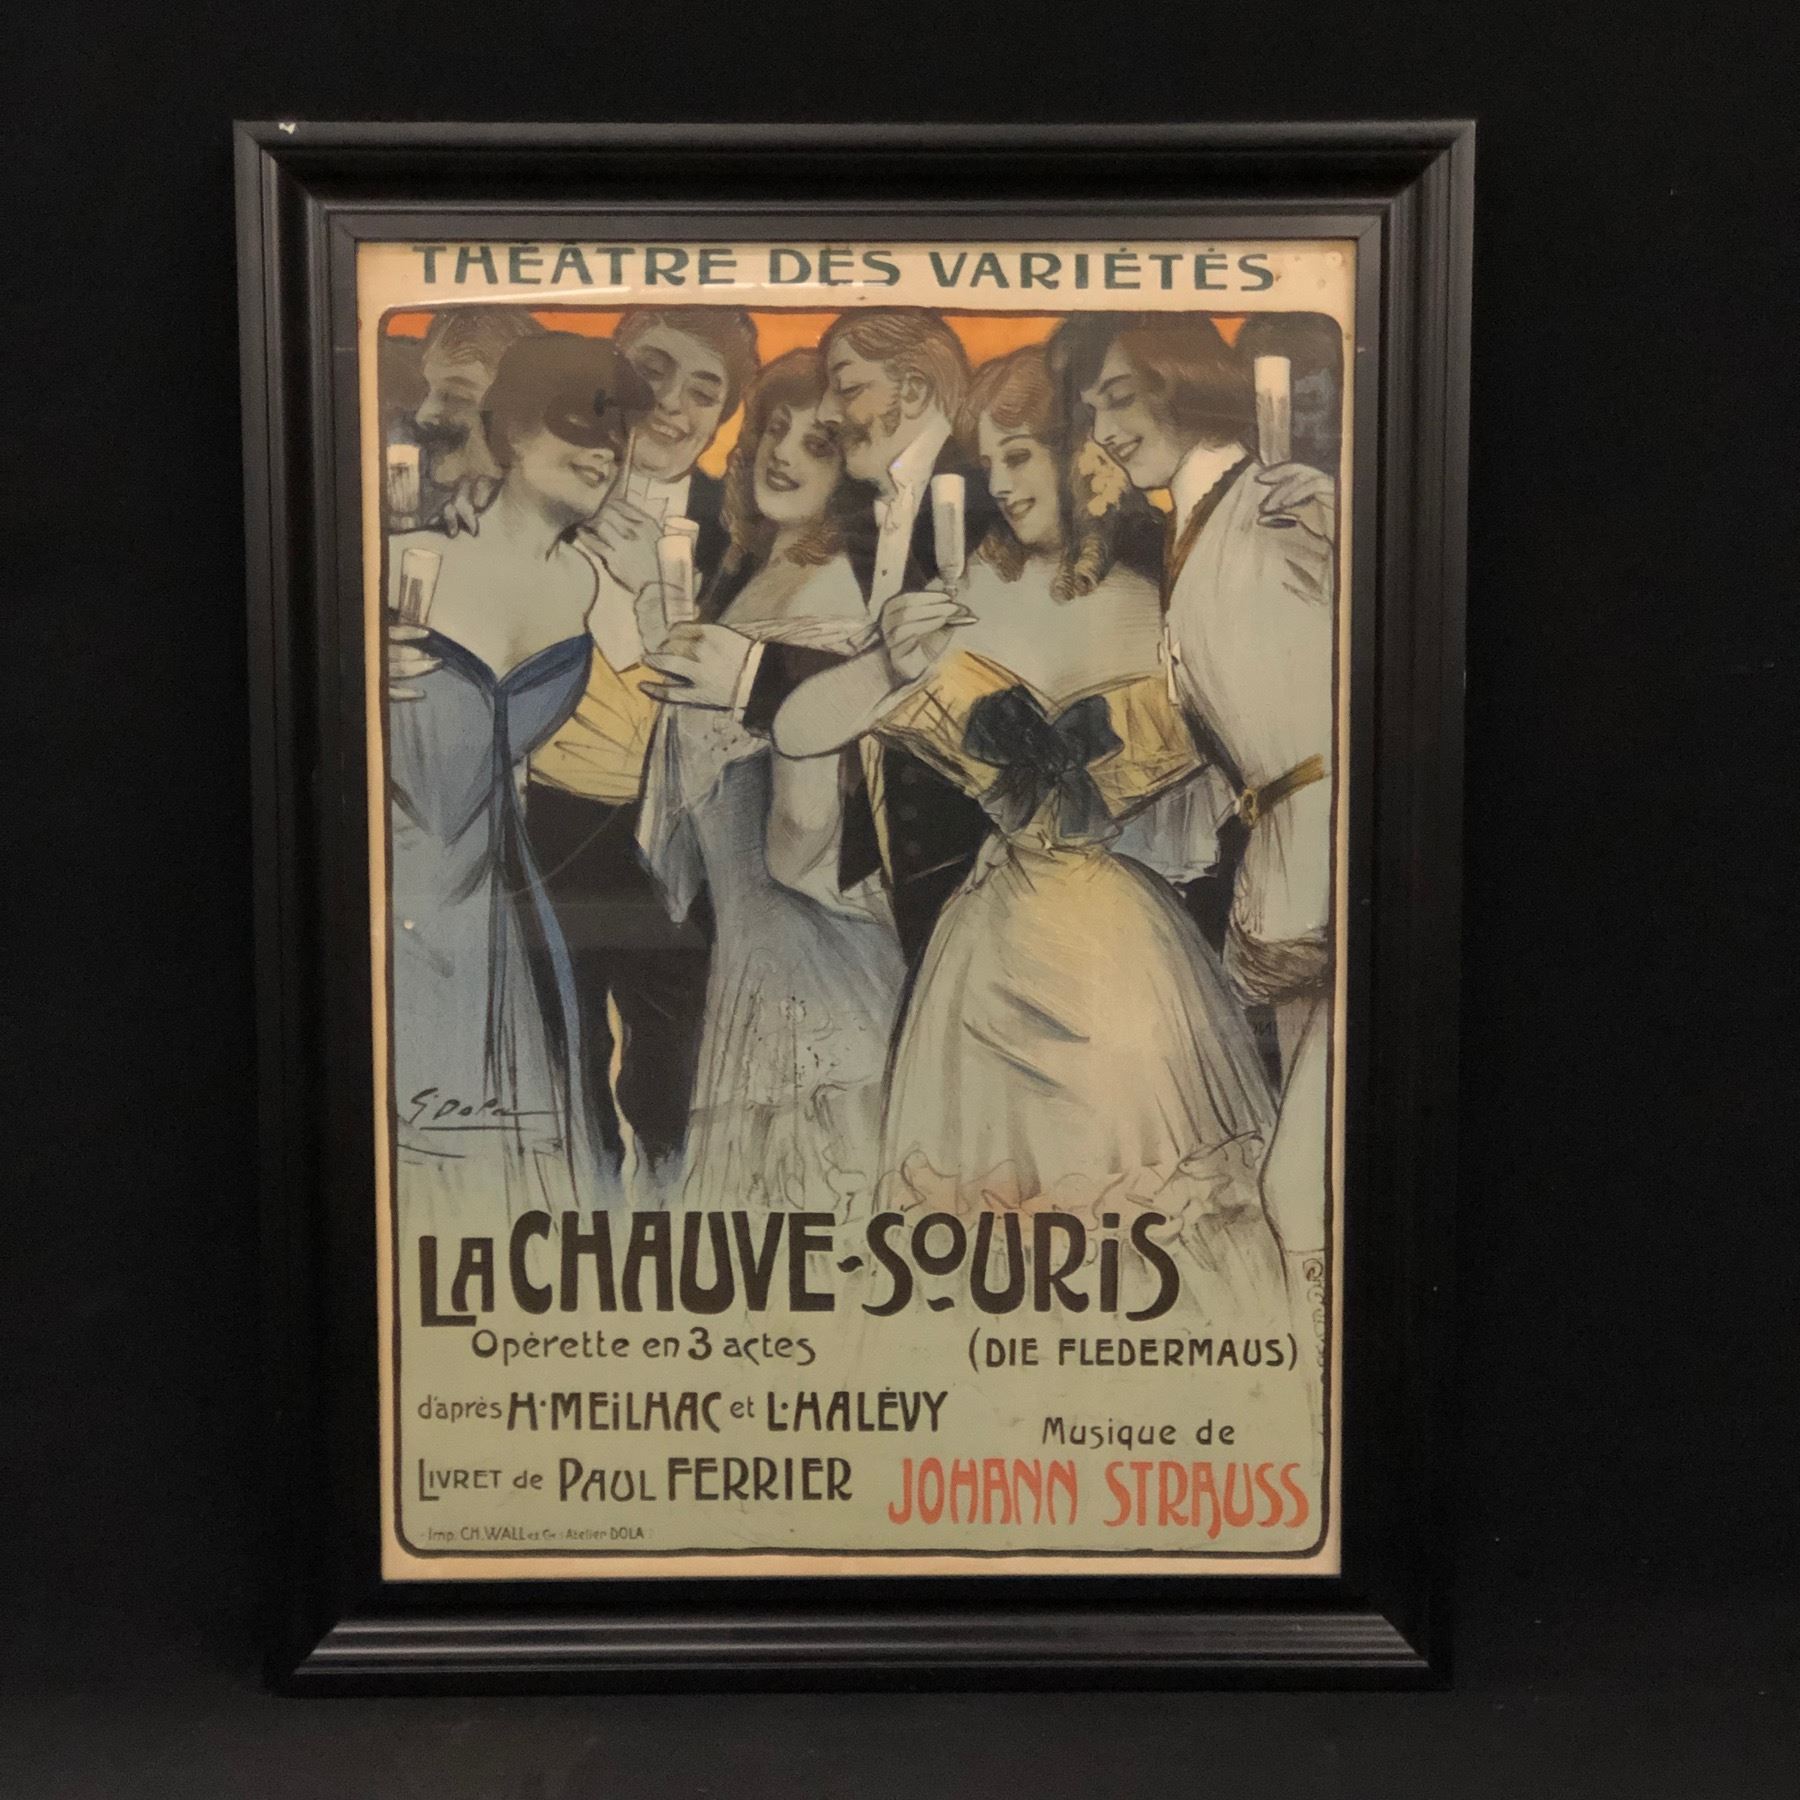 THÉÂTRE DES VARIÉTÉS
G. Dola
LA CHAUVE-SOURIS
Opérette en 3 actes
(DIE FLEDERMAUS)
d'après H·MEILHAC et L·HALÉVY
Livret de PAUL FERRIER
Musique de
JOHANN STRAUSS
Imp. CH. WALL et Cie Atelier DOLA